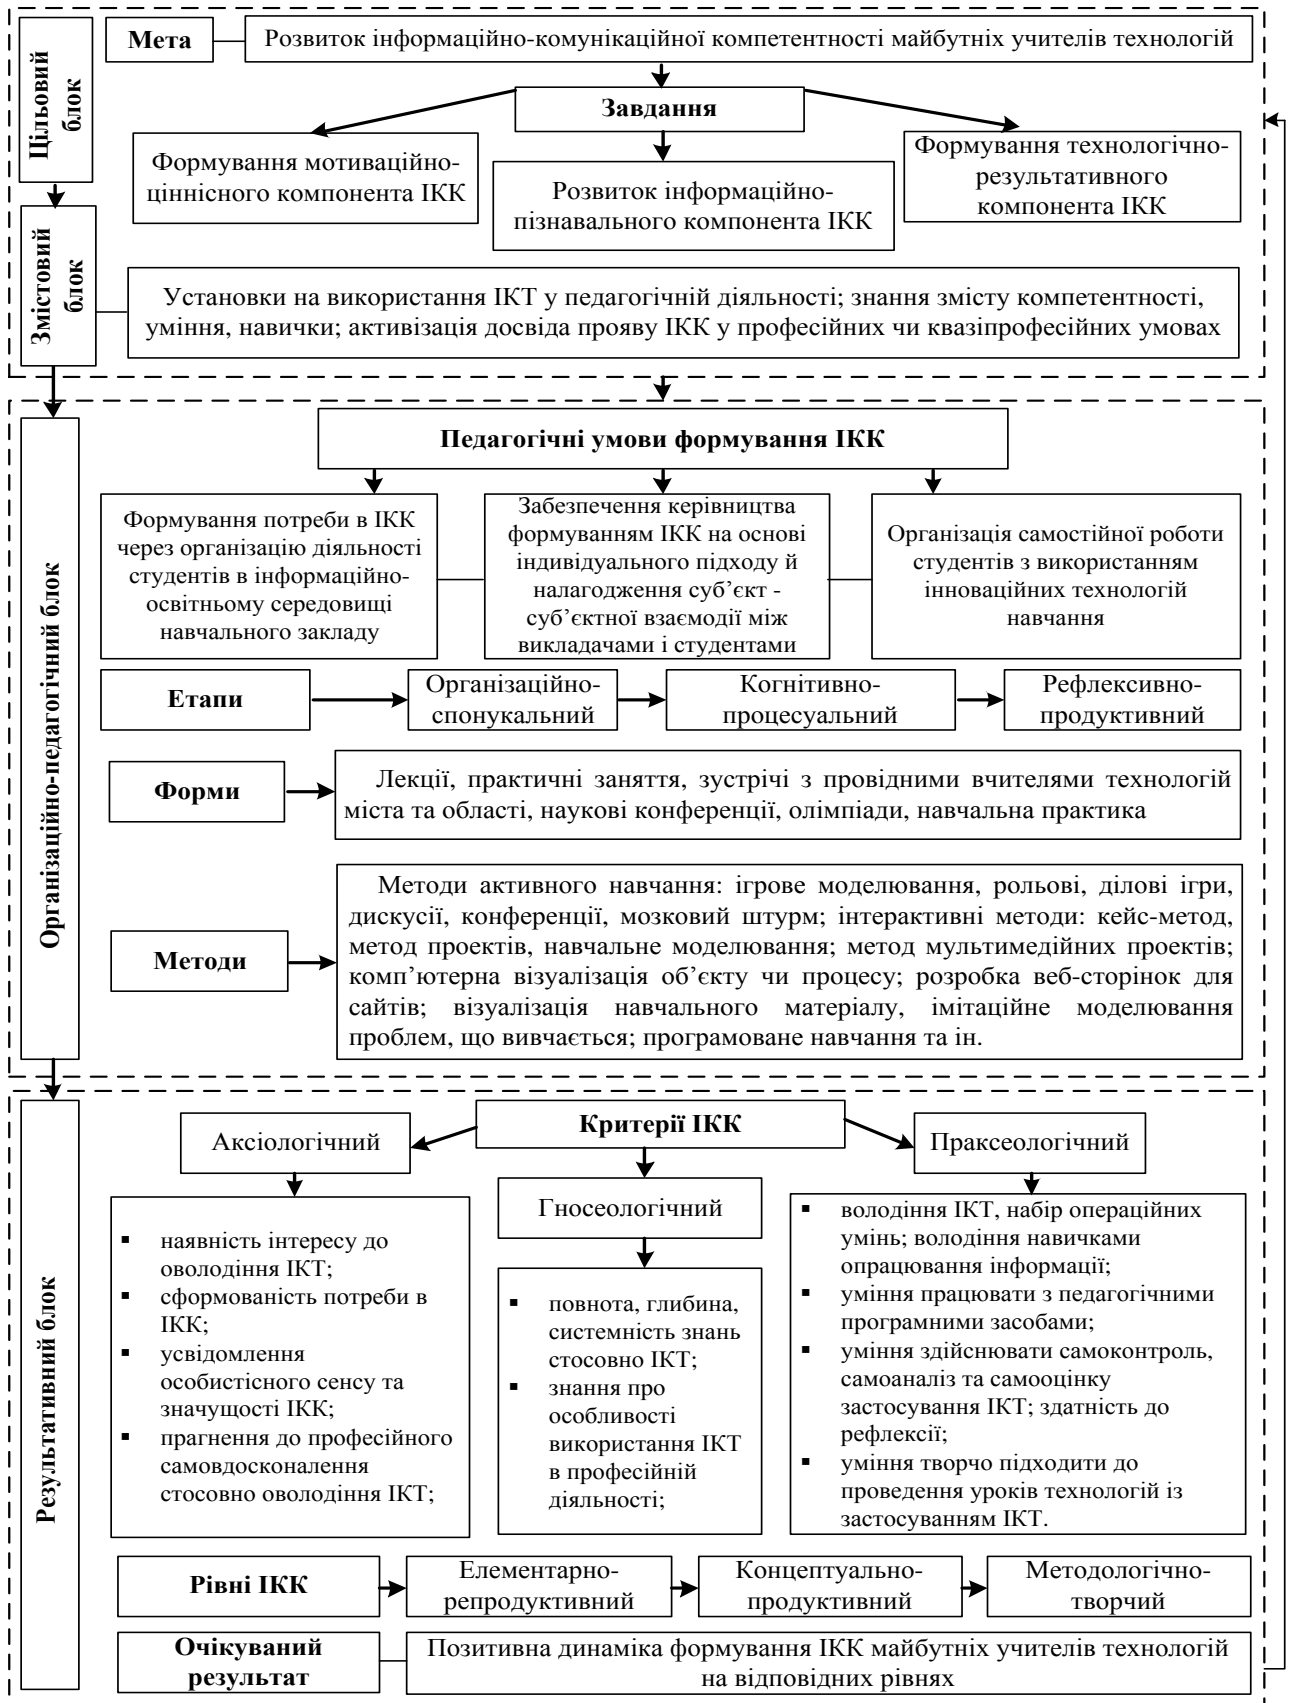 Цільовий
блок
Мета
Розвиток інформаційно-комунікаційної компетентності майбутніх учителів технологій
Завдання
Формування мотиваційно-
ціннісного компонента ІКК
Розвиток інформаційно-
пізнавального компонента ІКК
Формування технологічно-
результативного
компонента ІКК
Змістовий
блок
Установки на використання ІКТ у педагогічній діяльності; знання змісту компетентності,
уміння, навички; активізація досвіда прояву ІКК у професійних чи квазіпрофесійних умовах
Організаційно-педагогічний блок
Педагогічні умови формування ІКК
Формування потреби в ІКК
через організацію діяльності
студентів в інформаційно-
освітньому середовищі
навчального закладу
Забезпечення керівництва
формуванням ІКК на основі
індивідуального підходу й
налагодження суб’єкт -
суб’єктної взаємодії між
викладачами і студентами
Організація самостійної роботи
студентів з використанням
інноваційних технологій
навчання
Етапи
Організаційно-
спонукальний
Когнітивно-
процесуальний
Рефлексивно-
продуктивний
Форми
Лекції, практичні заняття, зустрічі з провідними вчителями технологій
міста та області, наукові конференції, олімпіади, навчальна практика
Методи
Методи активного навчання: ігрове моделювання, рольові, ділові ігри,
дискусії, конференції, мозковий штурм; інтерактивні методи: кейс-метод,
метод проектів, навчальне моделювання; метод мультимедійних проектів;
комп’ютерна візуалізація об’єкту чи процесу; розробка веб-сторінок для
сайтів; візуалізація навчального матеріалу, імітаційне моделювання
проблем, що вивчається; програмоване навчання та ін.
Результативний блок
Критерії ІКК
Аксіологічний
▪ наявність інтересу до
оволодіння ІКТ;
▪ сформованість потреби в
ІКК;
▪ усвідомлення
особистісного сенсу та
значущості ІКК;
▪ прагнення до професійного
самовдосконалення
стосовно оволодіння ІКТ;
Гносеологічний
▪ повнота, глибина,
системність знань
стосовно ІКТ;
▪ знання про
особливості
використання ІКТ
в професійній
діяльності;
Праксеологічний
▪ володіння ІКТ, набір операційних
умінь; володіння навичками
опрацювання інформації;
▪ уміння працювати з педагогічними
програмними засобами;
▪ уміння здійснювати самоконтроль,
самоаналіз та самооцінку
застосування ІКТ; здатність до
рефлексії;
▪ уміння творчо підходити до
проведення уроків технологій із
застосуванням ІКТ.
Рівні ІКК
Елементарно-
репродуктивний
Концептуально-
продуктивний
Методологічно-
творчий
Очікуваний
результат
Позитивна динаміка формування ІКК майбутніх учителів технологій
на відповідних рівнях